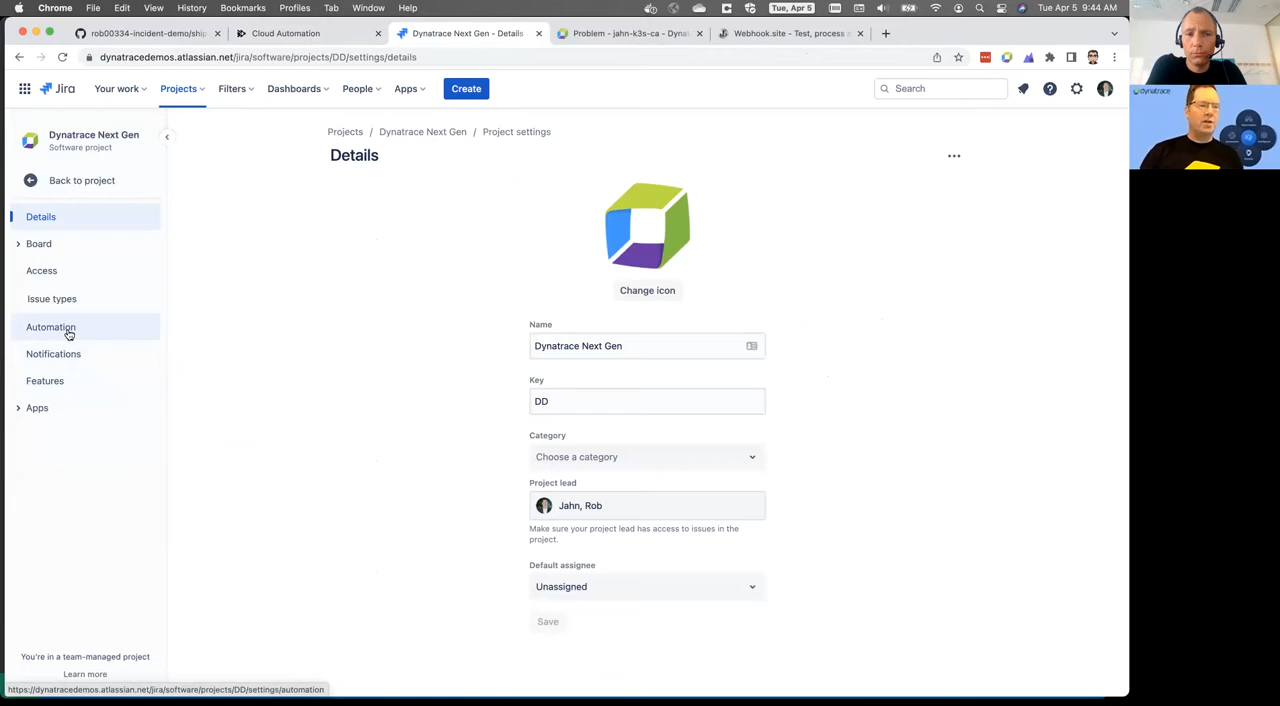 Chrome File Edit View History Bookmarks Profiles Tab Window Help Tue, Apr 5 Tue Apr 5 9:44 AM
rob00334-incident-demo/ship
Cloud Automation
Dynatrace Next Gen - Details
Problem - jahn-k3s-ca - Dyna
Webhook.site - Test, process a
dynatracedemos.atlassian.net/jira/software/projects/DD/settings/details
Jira
Your work
Projects
Filters
Dashboards
People
Apps
Create
Search
dynatrace
Dynatrace Next Gen
Software project
Back to project
Details
Board
Access
Issue types
Automation
Notifications
Features
Apps
Projects / Dynatrace Next Gen / Project settings
Details
Change icon
Name
Dynatrace Next Gen
Key
DD
Category
Choose a category
Project lead
Jahn, Rob
Make sure your project lead has access to issues in the
project.
Default assignee
Unassigned
Save
You're in a team-managed project
Learn more
https://dynatracedemos.atlassian.net/jira/software/projects/DD/settings/automation